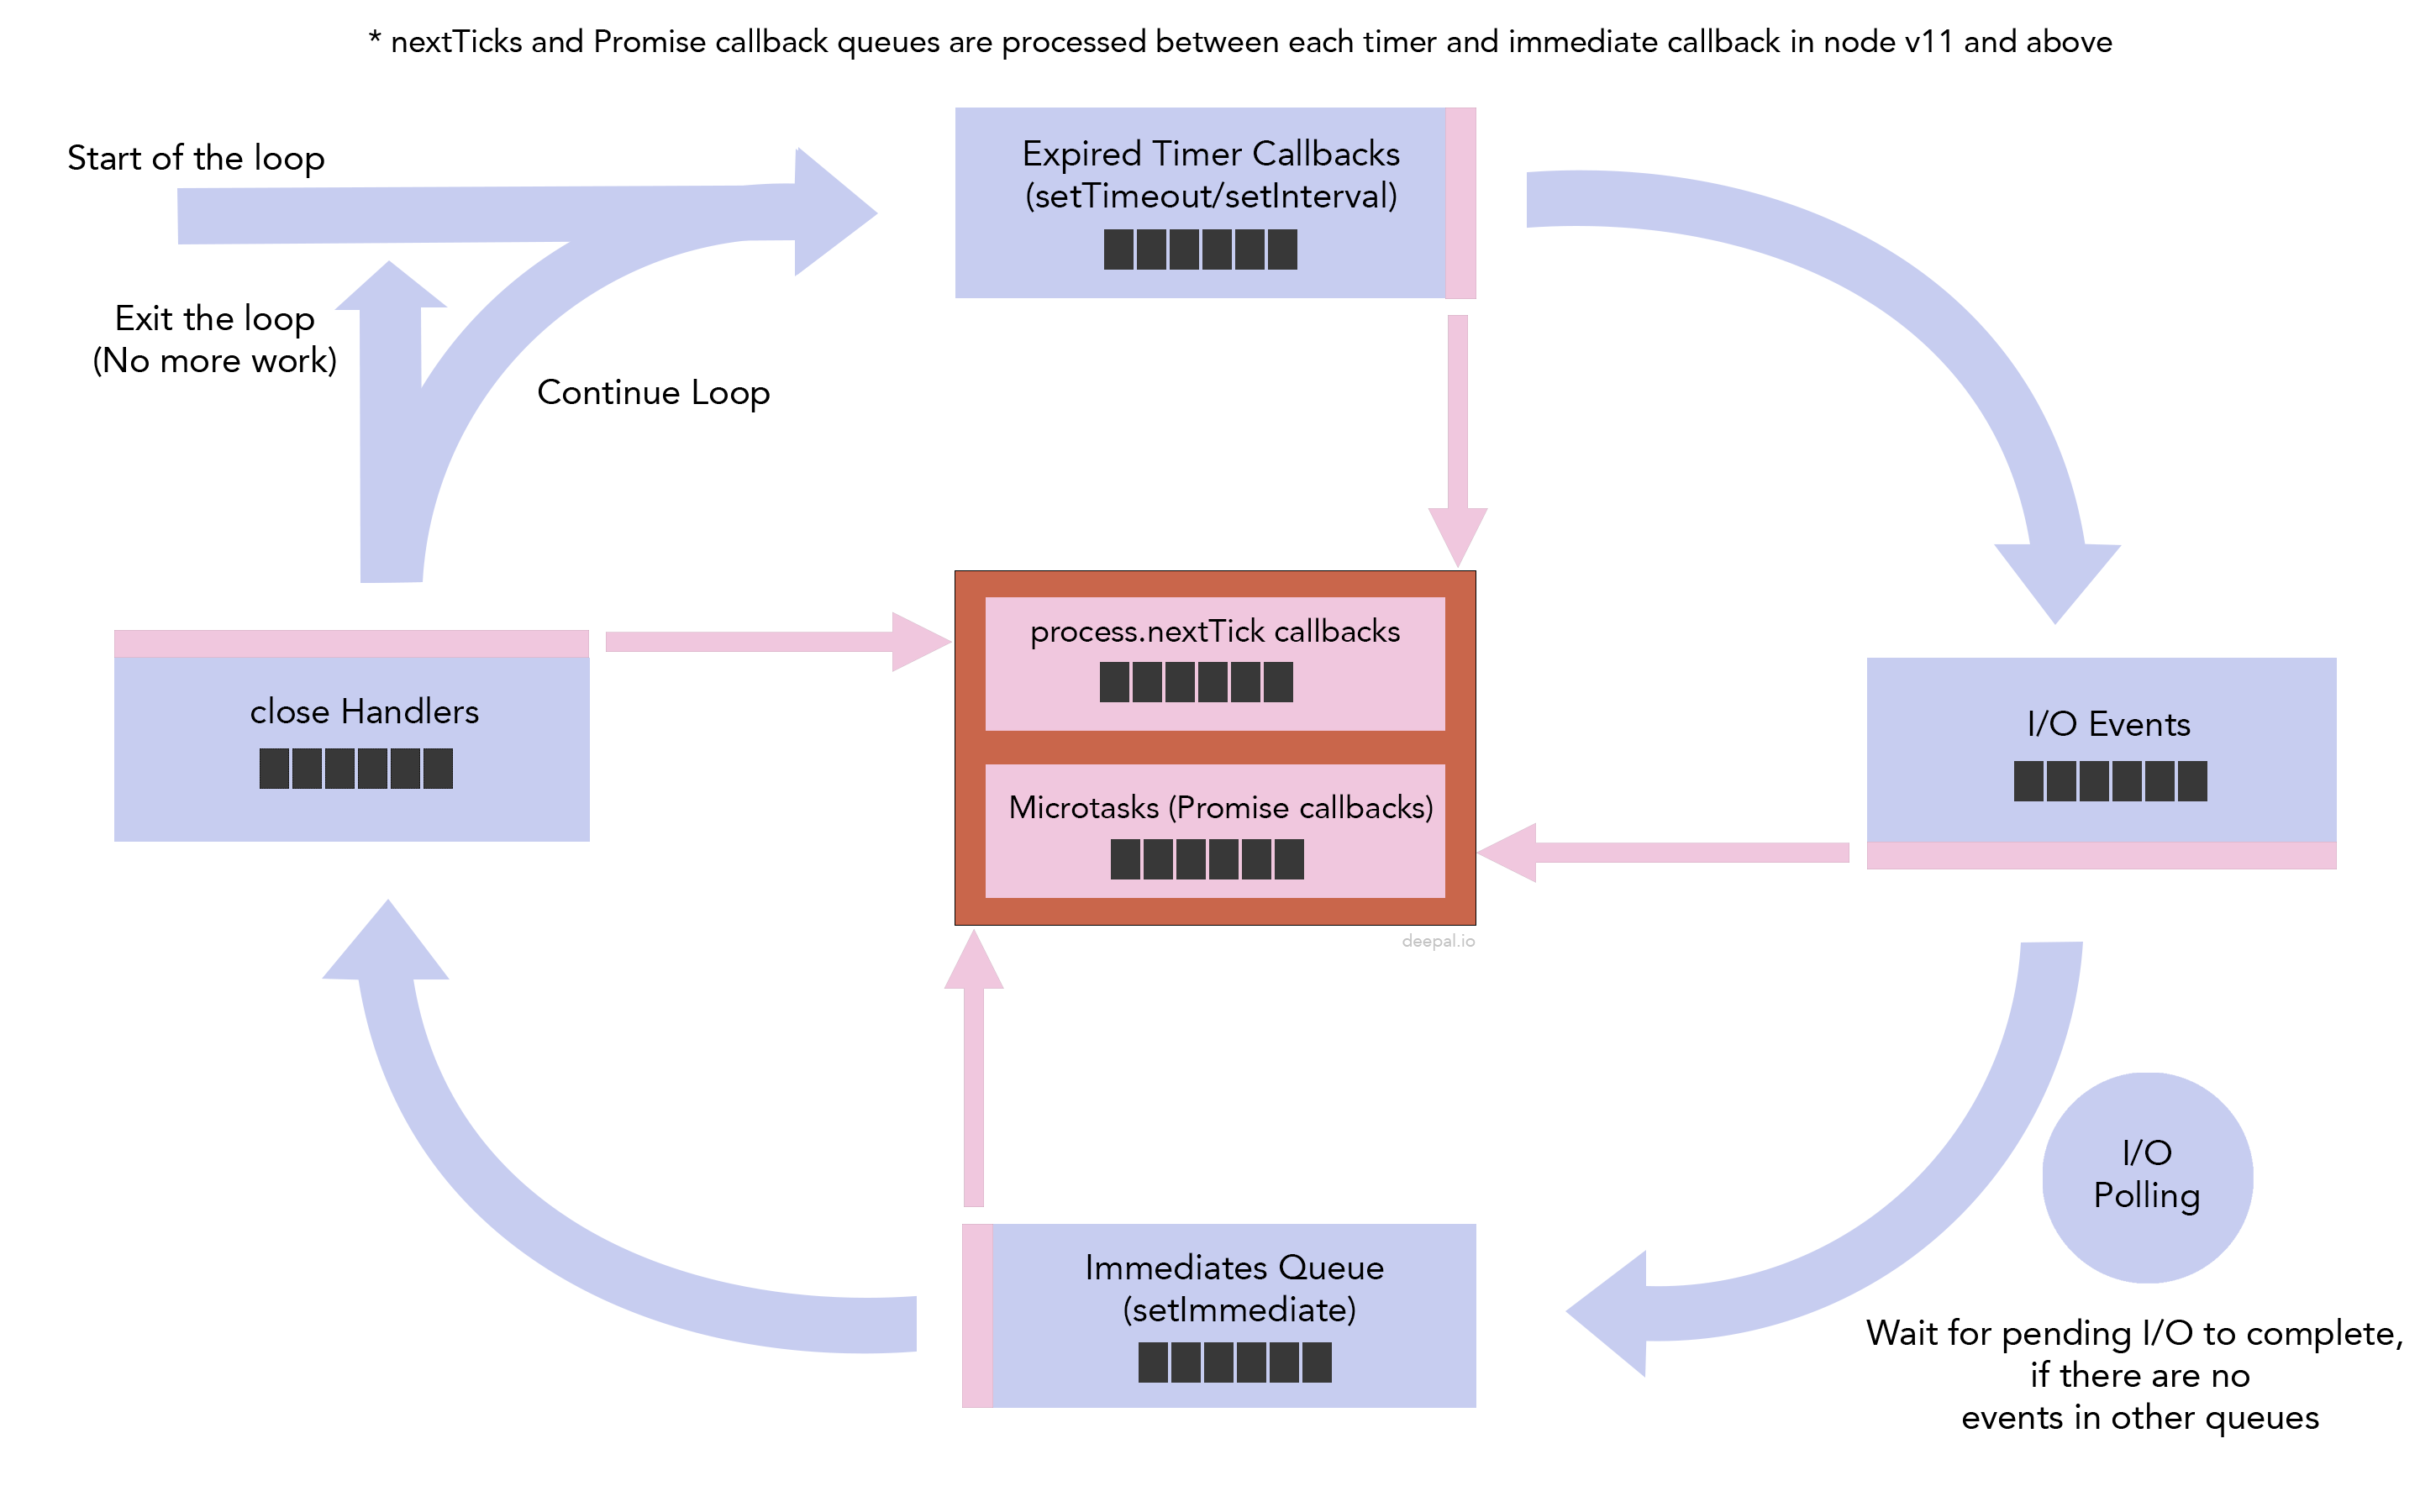 * nextTicks and Promise callback queues are processed between each timer and immediate callback in node v11 and above
Start of the loop
Expired Timer Callbacks
(setTimeout/setInterval)
Exit the loop
(No more work)
Continue Loop
process.nextTick callbacks
close Handlers
I/O Events
Microtasks (Promise callbacks)
deepal.io
I/O
Polling
Immediates Queue
(setImmediate)
Wait for pending I/O to complete,
if there are no
events in other queues